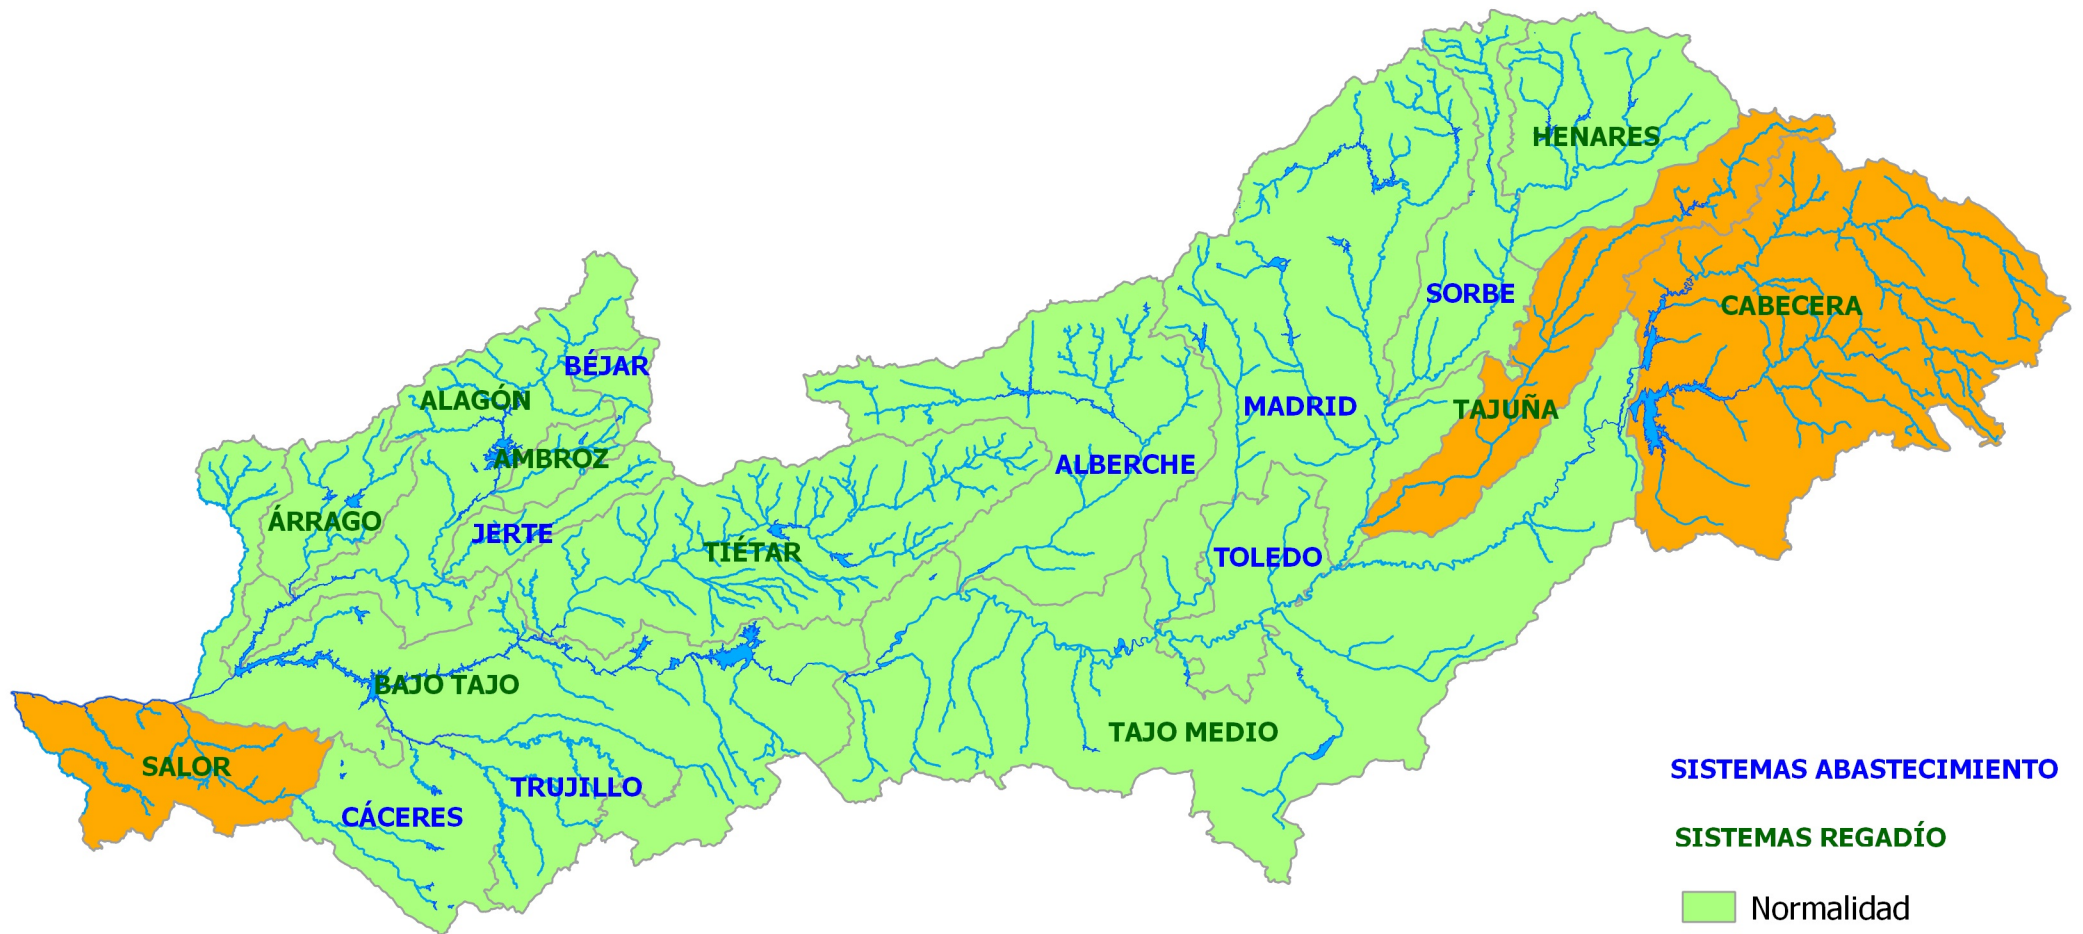 HENARES
SORBE
CABECERA
BÉJAR
ALAGÓN
MADRID
TAJUÑA
AMBROZ
ALBERCHE
ÁRRAGO
JERTE
TIÉTAR
TOLEDO
BAJO TAJO
TAJO MEDIO
SALOR
TRUJILLO
CÁCERES
SISTEMAS ABASTECIMIENTO
SISTEMAS REGADÍO
Normalidad